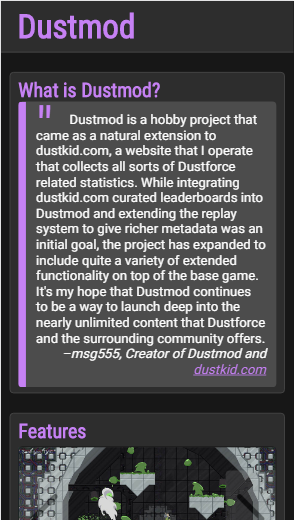 Dustmod
What is Dustmod?
" Dustmod is a hobby project that
came as a natural extension to
dustkid.com, a website that I operate
that collects all sorts of Dustforce
related statistics. While integrating
dustkid.com curated leaderboards into
Dustmod and extending the replay
system to give richer metadata was an
initial goal, the project has expanded to
include quite a variety of extended
functionality on top of the base game.
It's my hope that Dustmod continues
to be a way to launch deep into the
nearly unlimited content that Dustforce
and the surrounding community offers.
–msg555, Creator of Dustmod and
dustkid.com
Features